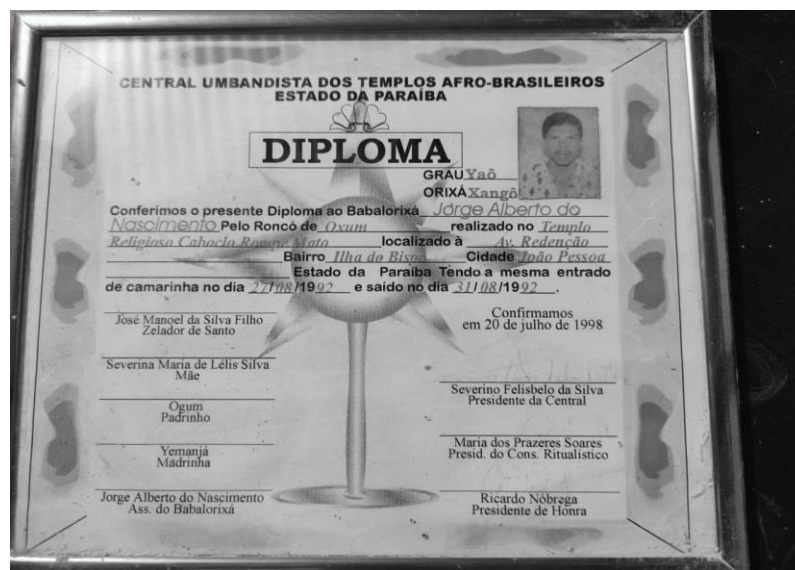 CENTRAL UMBANDISTA DOS TEMPLOS AFRO-BRASILEIROS
ESTADO DA PARAÍBA
DIPLOMA
GRAU Yaô
ORIXÁ Xangô
Conferimos o presente Diploma ao Babalorixá Jorge Alberto do
Nascimento Pelo Roncó de Oxum realizado no Templo
Religioso Caboclo Rompe Mato localizado à Av. Redenção
Bairro Ilha do Bispo Cidade João Pessoa
Estado da Paraíba Tendo a mesma entrado
de camarinha no dia 27/08/1992 e saído no dia 31/08/1992.
José Manoel da Silva Filho
Zelador de Santo
Confirmamos
em 20 de julho de 1998
Severina Maria de Lélis Silva
Mãe
Severino Felisbelo da Silva
Presidente da Central
Ogum
Padrinho
Maria dos Prazeres Soares
Presid. do Cons. Ritualistico
Yemanjá
Madrinha
Jorge Alberto do Nascimento
Ass. do Babalorixá
Ricardo Nóbrega
Presidente de Honra